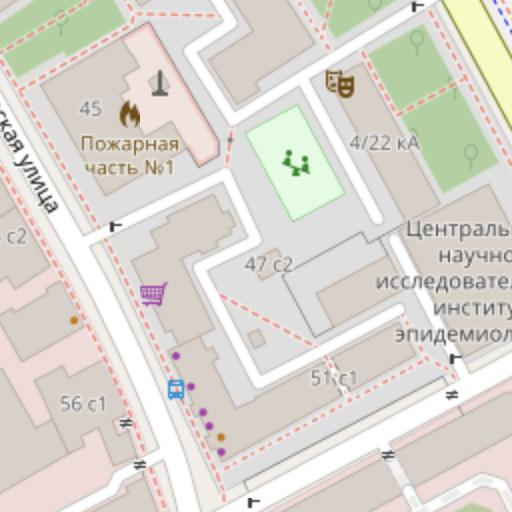 45
Пожарная
часть №1
4/22 кА
ская улица
с2
47 с2
Централь
научно
исследовател
институ
эпидемиол
51 с1
56 с1